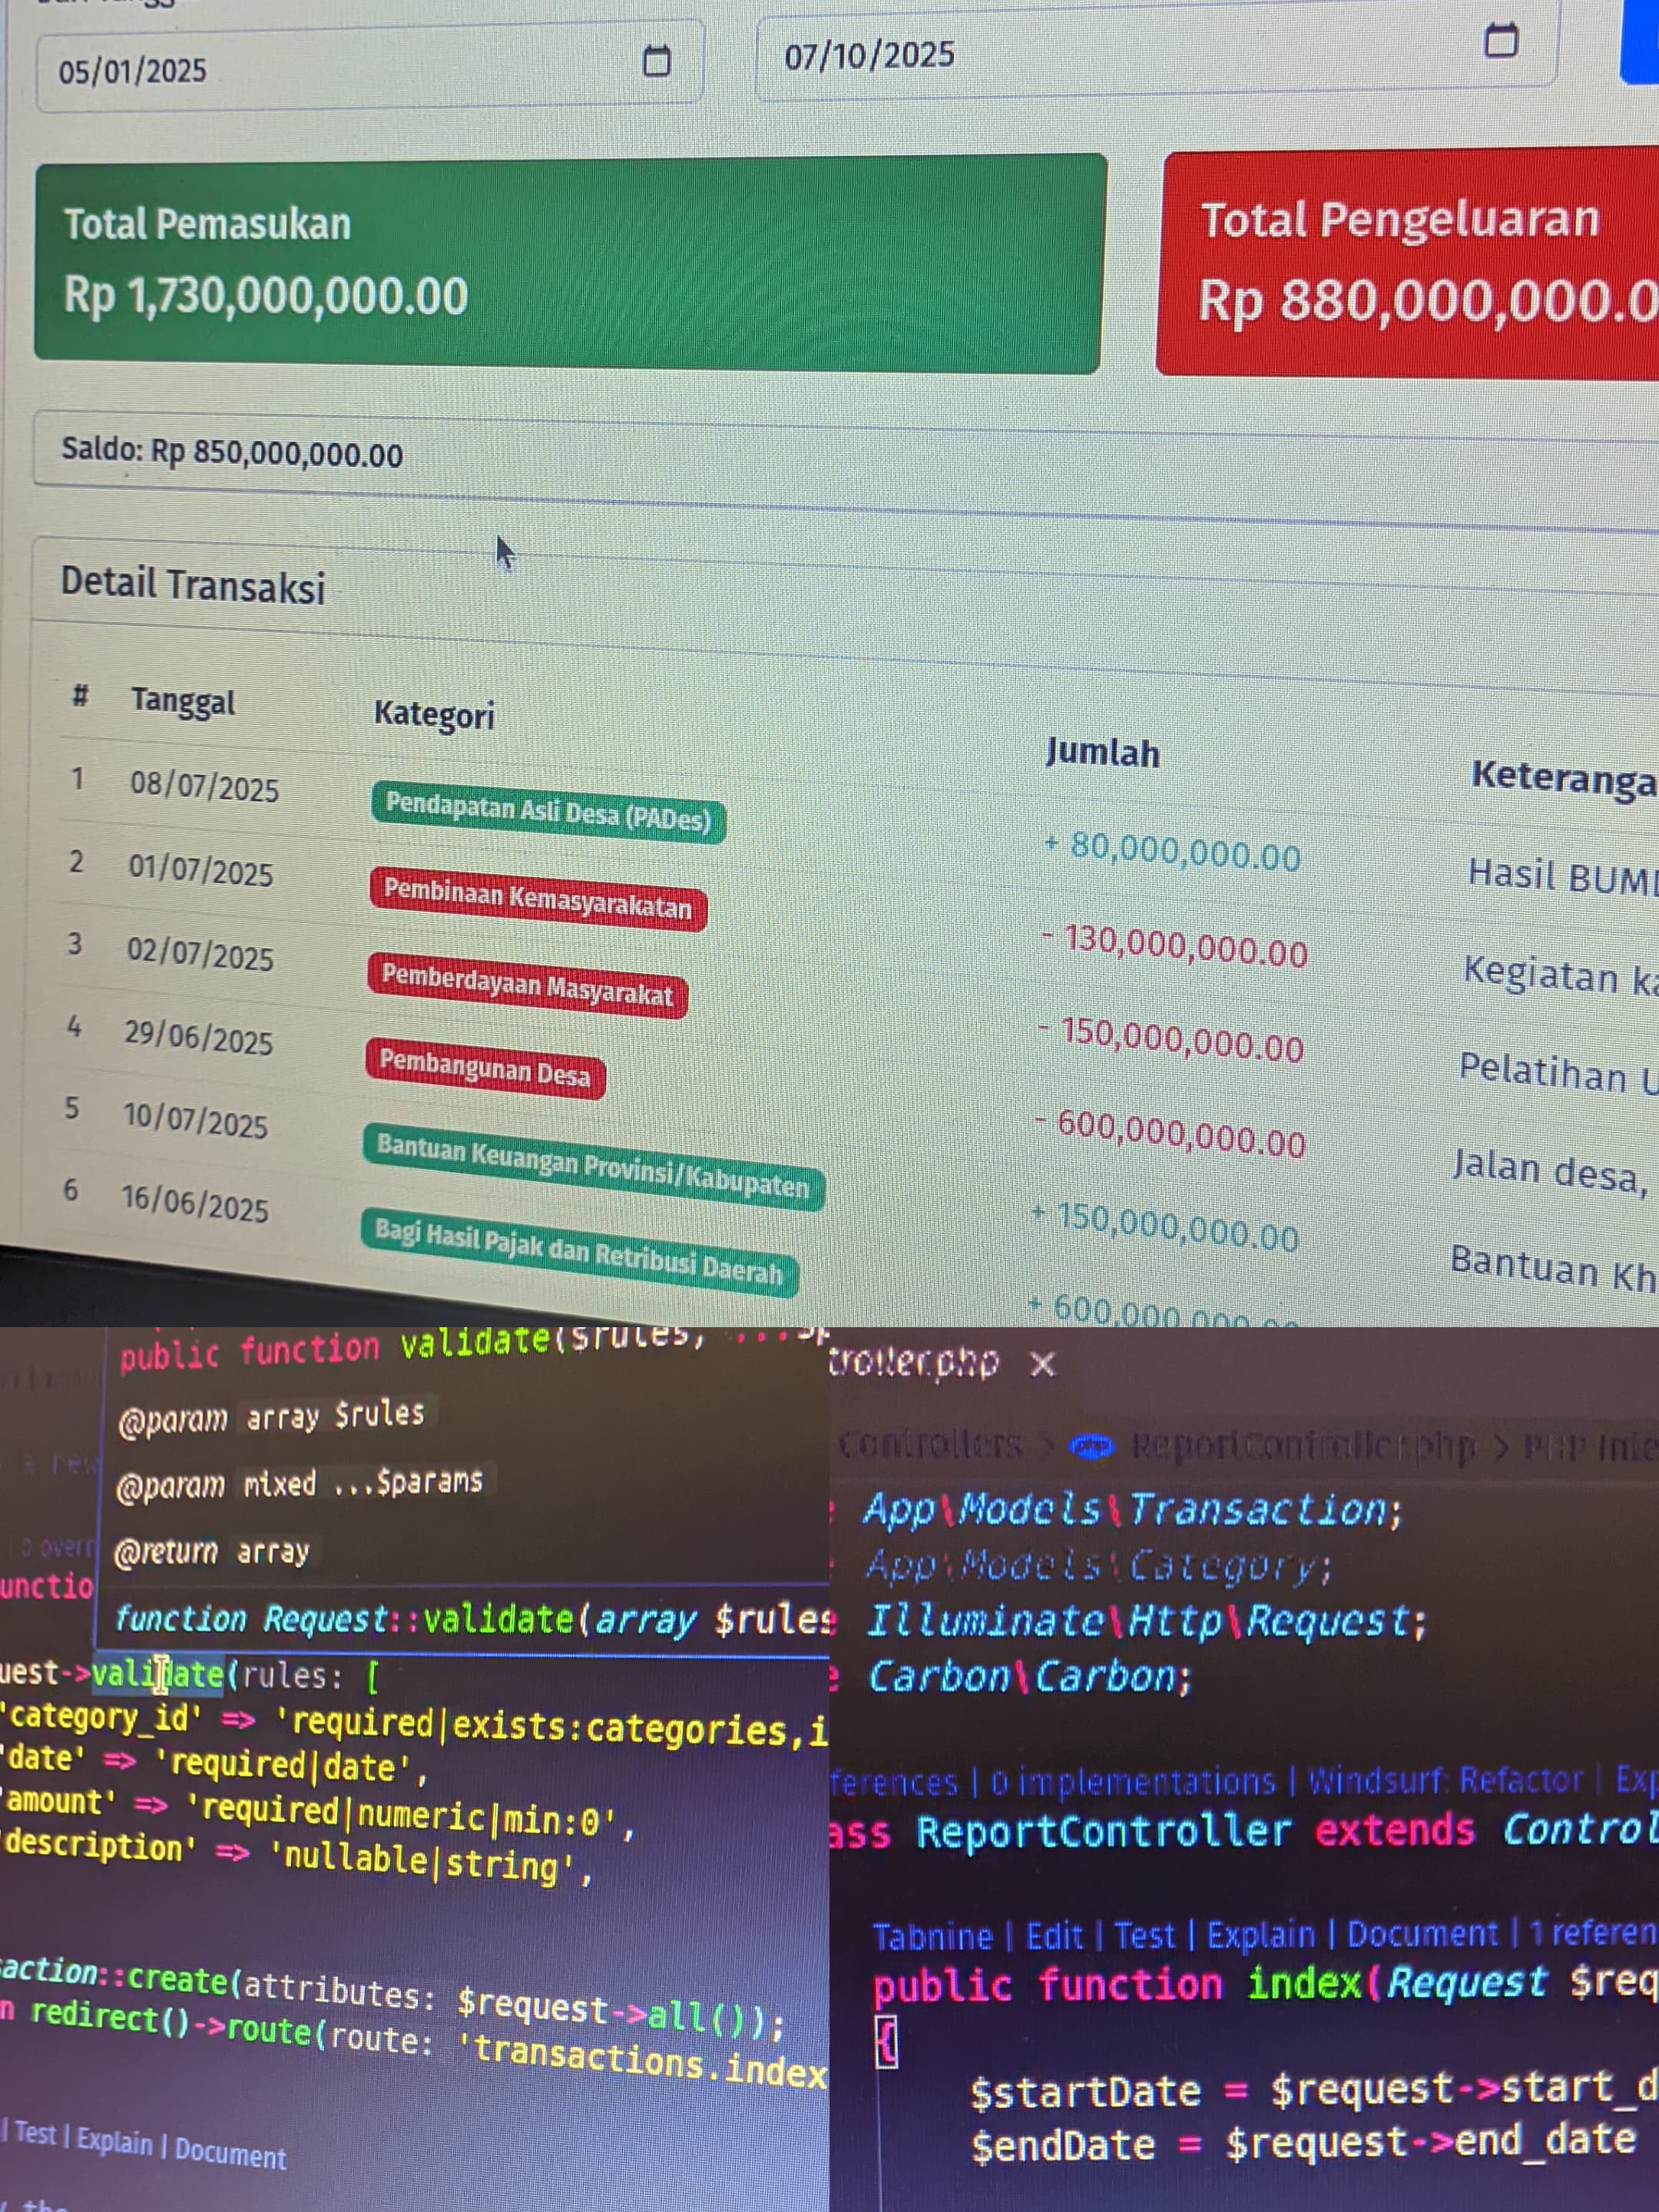 05/01/2025
07/10/2025
Total Pemasukan
Rp 1,730,000,000.00
Total Pengeluaran
Rp 880,000,000.0
Saldo: Rp 850,000,000.00
Detail Transaksi
# Tanggal Kategori Jumlah Keteranga
1 08/07/2025 Pendapatan Asli Desa (PADes) + 80,000,000.00 Hasil BUM
2 01/07/2025 Pembinaan Kemasyarakatan - 130,000,000.00 Kegiatan ka
3 02/07/2025 Pemberdayaan Masyarakat - 150,000,000.00 Pelatihan U
4 29/06/2025 Pembangunan Desa - 600,000,000.00 Jalan desa,
5 10/07/2025 Bantuan Keuangan Provinsi/Kabupaten + 150,000,000.00 Bantuan Kh
6 16/06/2025 Bagi Hasil Pajak dan Retribusi Daerah + 600,000,000.00
public function validate($rules, ...$p
@param array $rules
@param mixed ...$params
@return array
unctio
function Request::validate(array $rules
uest->validate(rules: [
'category_id' => 'required|exists:categories,i
'date' => 'required|date',
'amount' => 'required|numeric|min:0',
'description' => 'nullable|string',
saction::create(attributes: $request->all());
n redirect()->route(route: 'transactions.index
| Test | Explain | Document
troller.php ×
Controllers > ReportController.php > PHP Inte
App\Models\Transaction;
App\Models\Category;
Illuminate\Http\Request;
Carbon\Carbon;
ferences | 0 implementations | Windsurf: Refactor | Exp
ass ReportController extends Control
Tabnine | Edit | Test | Explain | Document | 1 referen
public function index(Request $req
{
$startDate = $request->start_d
$endDate = $request->end_date